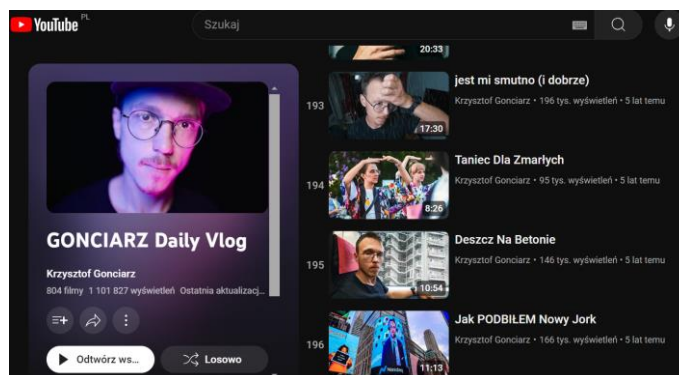 YouTube PL
Szukaj
20:33
193
17:30
jest mi smutno (i dobrze)
Krzysztof Gonciarz • 196 tys. wyświetleń • 5 lat temu
194
8:26
Taniec Dla Zmarłych
Krzysztof Gonciarz • 95 tys. wyświetleń • 5 lat temu
195
10:54
Deszcz Na Betonie
Krzysztof Gonciarz • 146 tys. wyświetleń • 5 lat temu
196
11:13
Jak PODBIŁEM Nowy Jork
Krzysztof Gonciarz • 166 tys. wyświetleń • 5 lat temu
GONCIARZ Daily Vlog
Krzysztof Gonciarz
804 filmy 1 101 827 wyświetleń Ostatnia aktualizacj...
Odtwórz ws...
Losowo